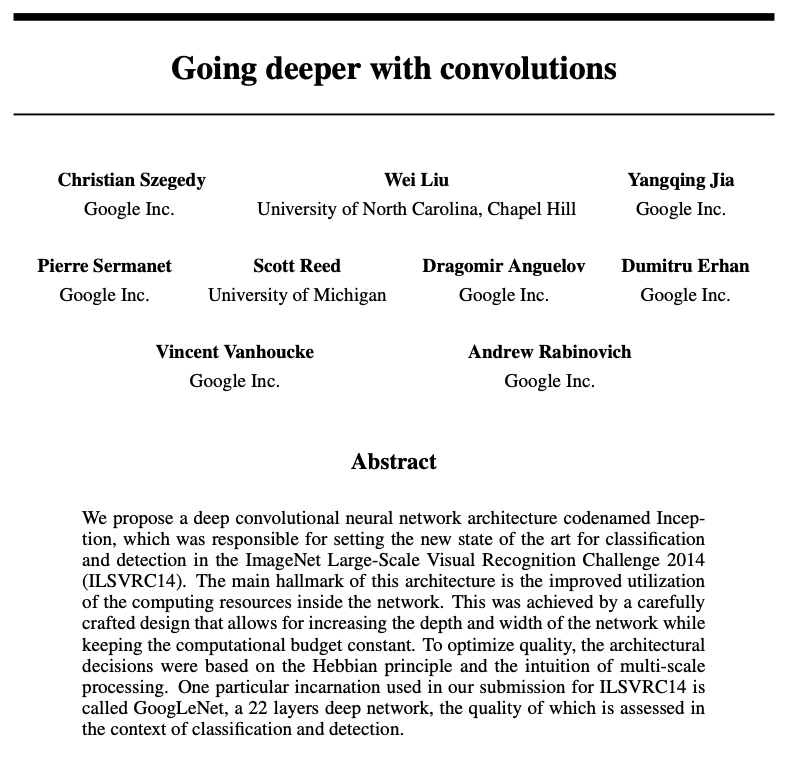 Going deeper with convolutions
Christian Szegedy
Google Inc.
Wei Liu
University of North Carolina, Chapel Hill
Yangqing Jia
Google Inc.
Pierre Sermanet
Google Inc.
Scott Reed
University of Michigan
Dragomir Anguelov
Google Inc.
Dumitru Erhan
Google Inc.
Vincent Vanhoucke
Google Inc.
Andrew Rabinovich
Google Inc.
Abstract
We propose a deep convolutional neural network architecture codenamed Incep-
tion, which was responsible for setting the new state of the art for classification
and detection in the ImageNet Large-Scale Visual Recognition Challenge 2014
(ILSVRC14). The main hallmark of this architecture is the improved utilization
of the computing resources inside the network. This was achieved by a carefully
crafted design that allows for increasing the depth and width of the network while
keeping the computational budget constant. To optimize quality, the architectural
decisions were based on the Hebbian principle and the intuition of multi-scale
processing. One particular incarnation used in our submission for ILSVRC14 is
called GoogLeNet, a 22 layers deep network, the quality of which is assessed in
the context of classification and detection.